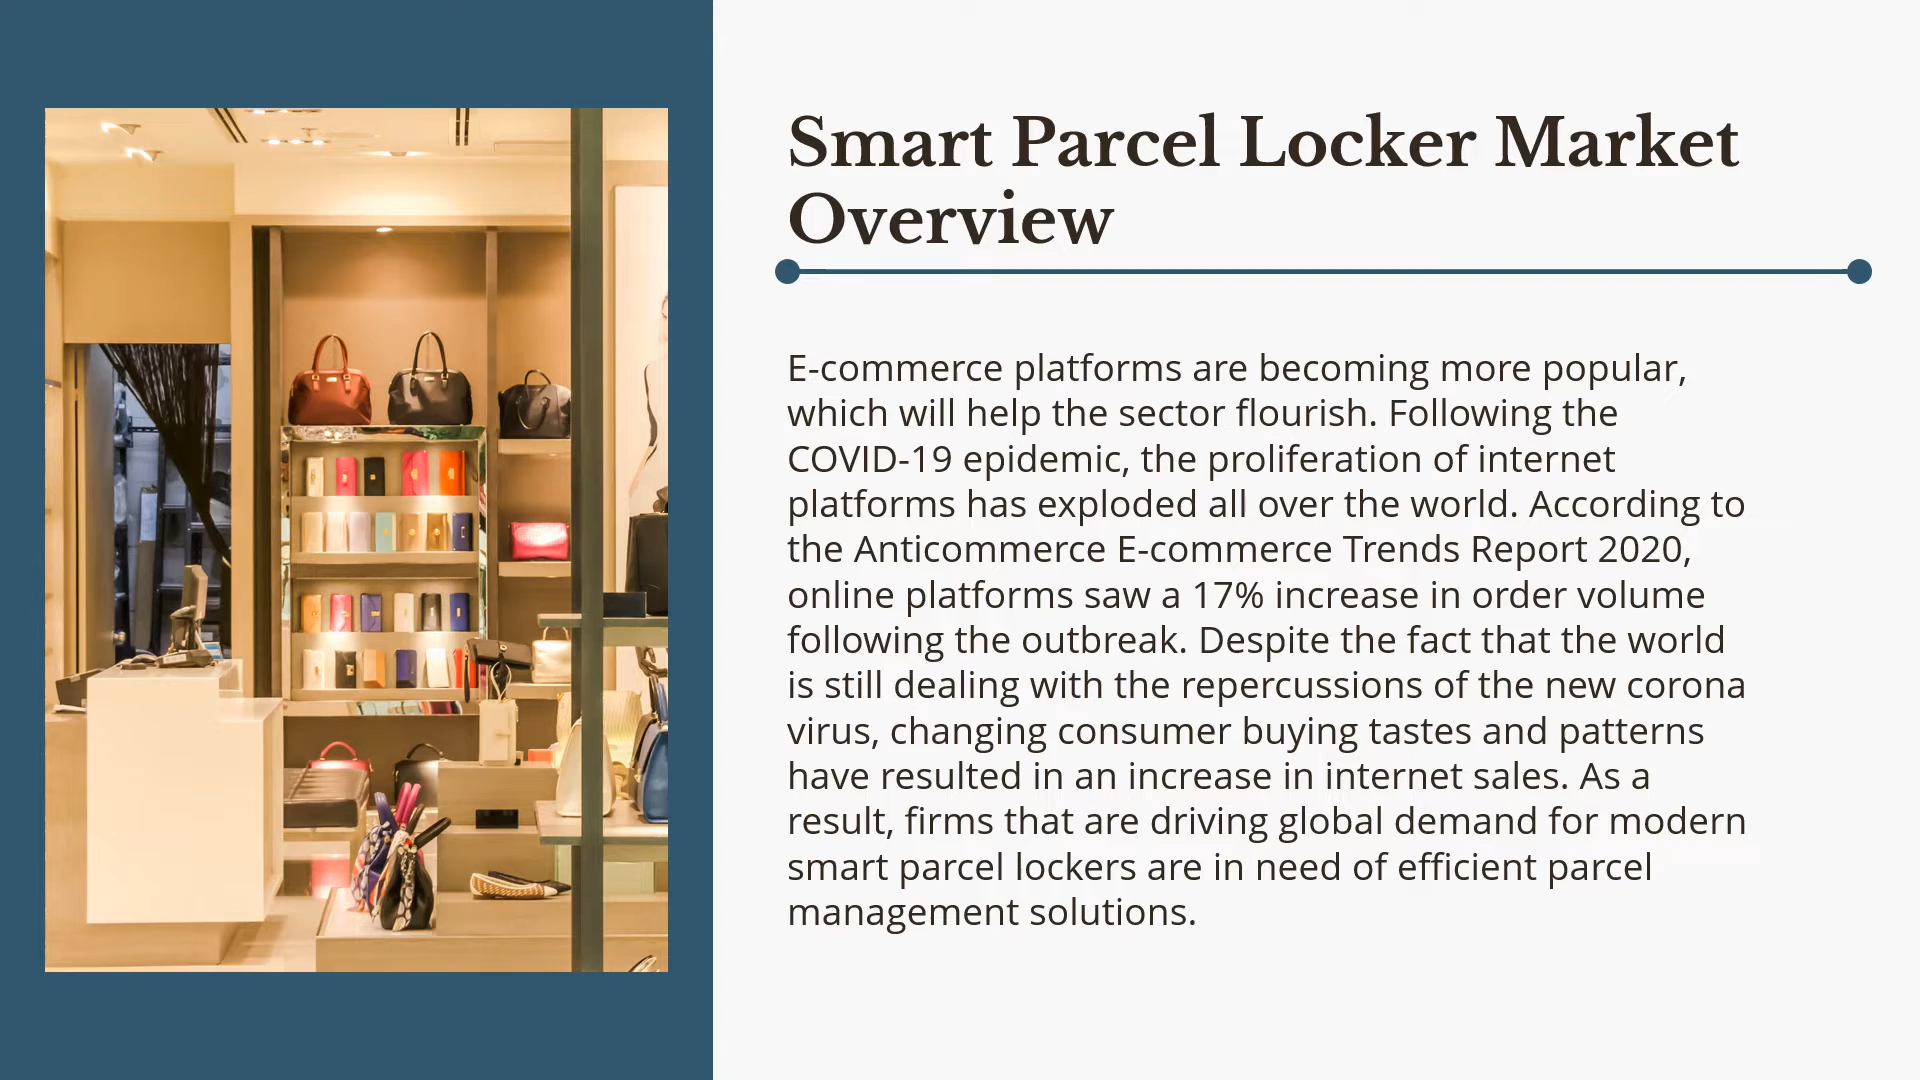 Smart Parcel Locker Market
Overview
E-commerce platforms are becoming more popular,
which will help the sector flourish. Following the
COVID-19 epidemic, the proliferation of internet
platforms has exploded all over the world. According to
the Anticommerce E-commerce Trends Report 2020,
online platforms saw a 17% increase in order volume
following the outbreak. Despite the fact that the world
is still dealing with the repercussions of the new corona
virus, changing consumer buying tastes and patterns
have resulted in an increase in internet sales. As a
result, firms that are driving global demand for modern
smart parcel lockers are in need of efficient parcel
management solutions.